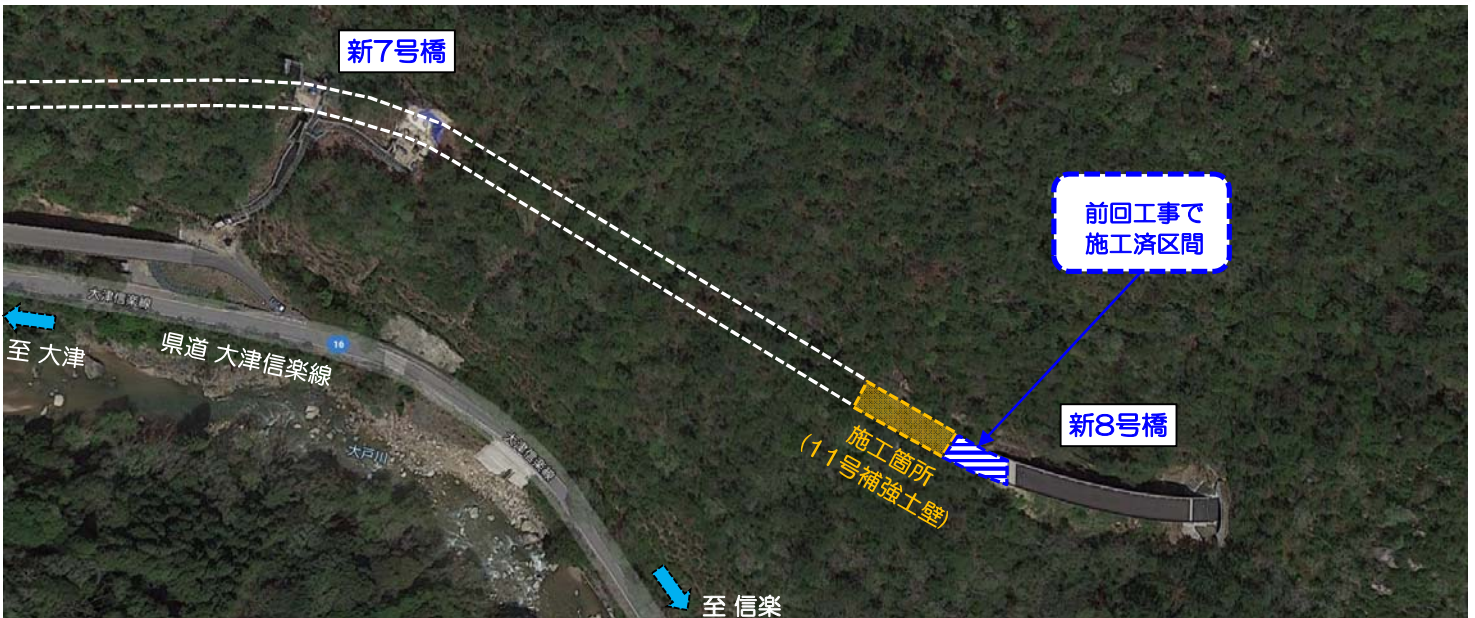 新7号橋
前回工事で
施工済区間
大津信楽線
16
至 大津
県道 大津信楽線
新8号橋
施工箇所
(11号補強土壁)
大戸川
大津信楽線
至 信楽